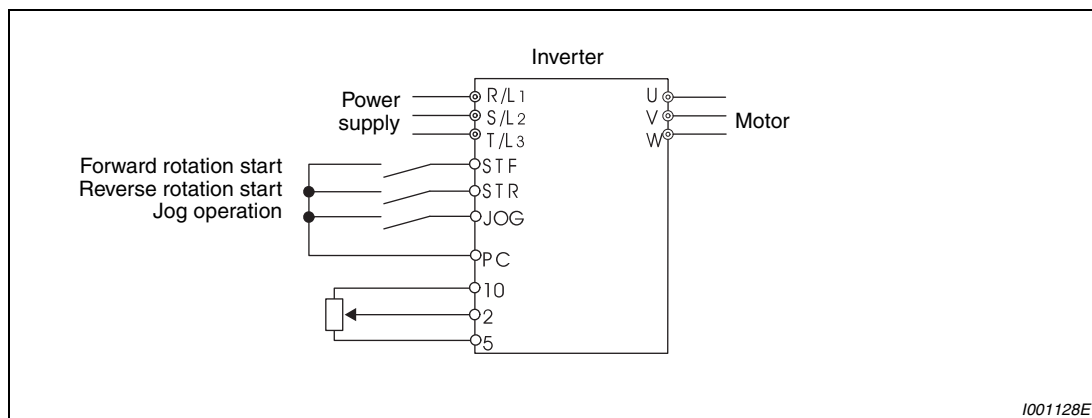 Inverter
Power supply
R/L1
S/L2
T/L3
U
V
W
Motor
Forward rotation start
STF
Reverse rotation start
STR
Jog operation
JOG
PC
10
2
5
I001128E